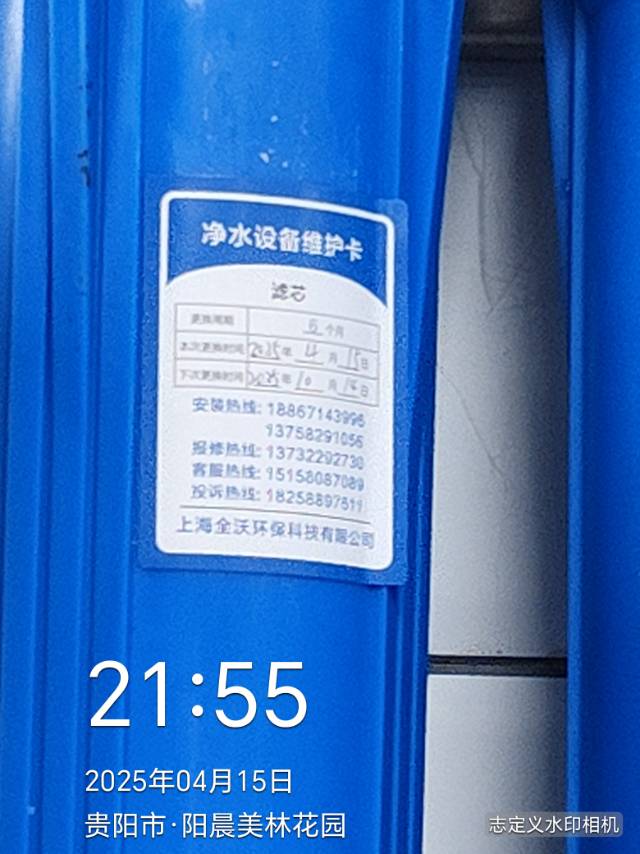 净水设备维护卡
滤芯
更换周期 6 个月
本次更换时间 2025 年 4 月 15 日
下次更换时间 2025 年 10 月 14 日
安装热线: 18867143996
13758291056
报修热线: 13732292730
客服热线: 15158087089
投诉热线: 18258897511
上海全沃环保科技有限公司
21:55
2025年04月15日
贵阳市·阳晨美林花园
志定义水印相机